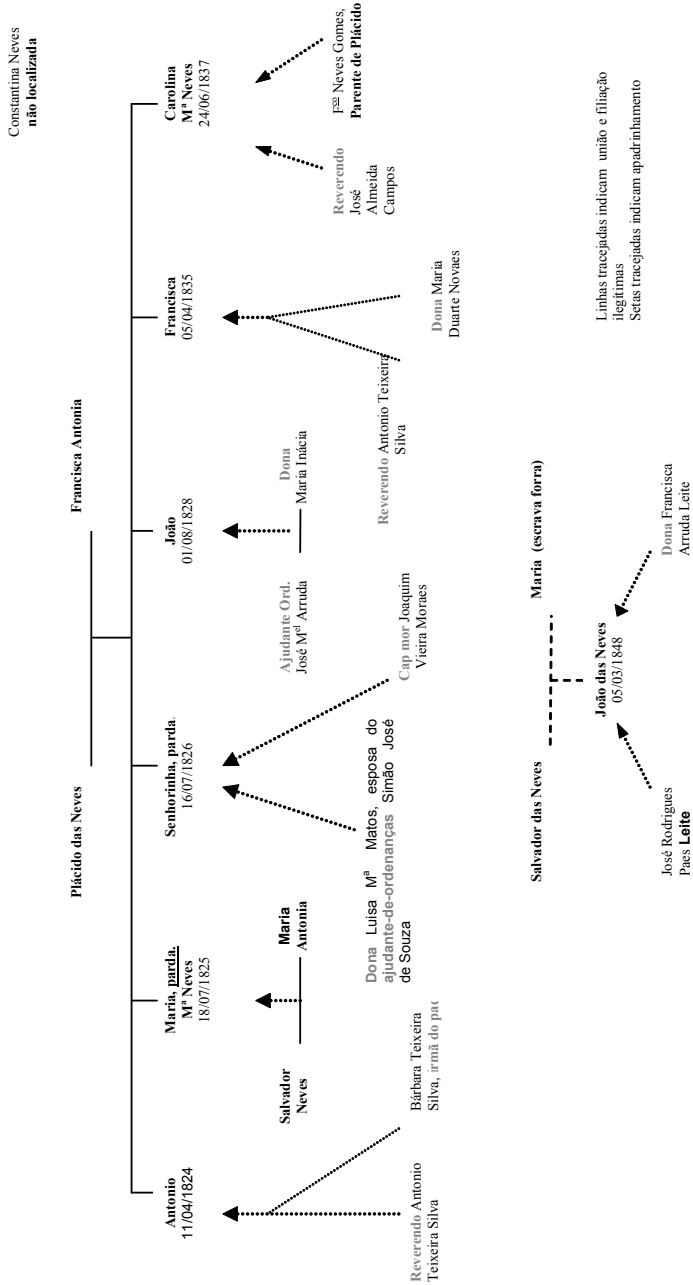 Constantina Neves
não localizada
Plácido das Neves
Francisca Antonia
Antonio
11/04/1824
Maria, parda.
Mª Neves
18/07/1825
Senhorinha, parda.
16/07/1826
João
01/08/1828
Francisca
05/04/1835
Carolina
Mª Neves
24/06/1837
Reverendo Antonio
Teixeira Silva
Bárbara Teixeira
Silva, irmã do pad
Salvador
Neves
Maria
Antonia
Dona Luisa Mª Matos, esposa do
ajudante-de-ordenanças Simão José
de Souza
Cap mor Joaquim
Vieira Moraes
Ajudante Ord.
José Mel Arruda
Dona
Maria Inácia
Reverendo Antonio Teixeira
Silva
Dona Maria
Duarte Novaes
Reverendo
José
Almeida
Campos
Fco Neves Gomes,
Parente de Plácido
Salvador das Neves
Maria (escrava forra)
João das Neves
05/03/1848
José Rodrigues
Paes Leite
Dona Francisca
Arruda Leite
Linhas tracejadas indicam união e filiação
ilegítimas
Setas tracejadas indicam apadrinhamento